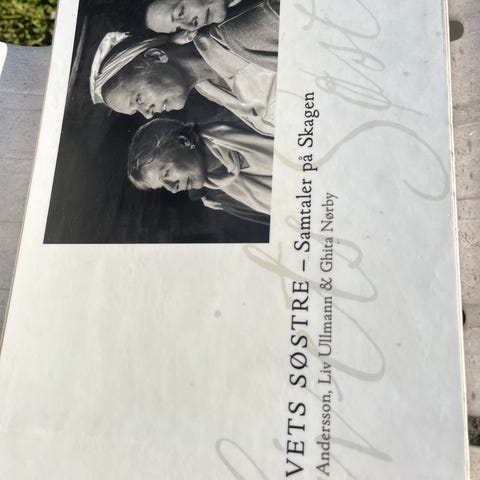 VETS SØSTRE – Samtaler på Skagen
Andersson, Liv Ullmann & Ghita Nørby